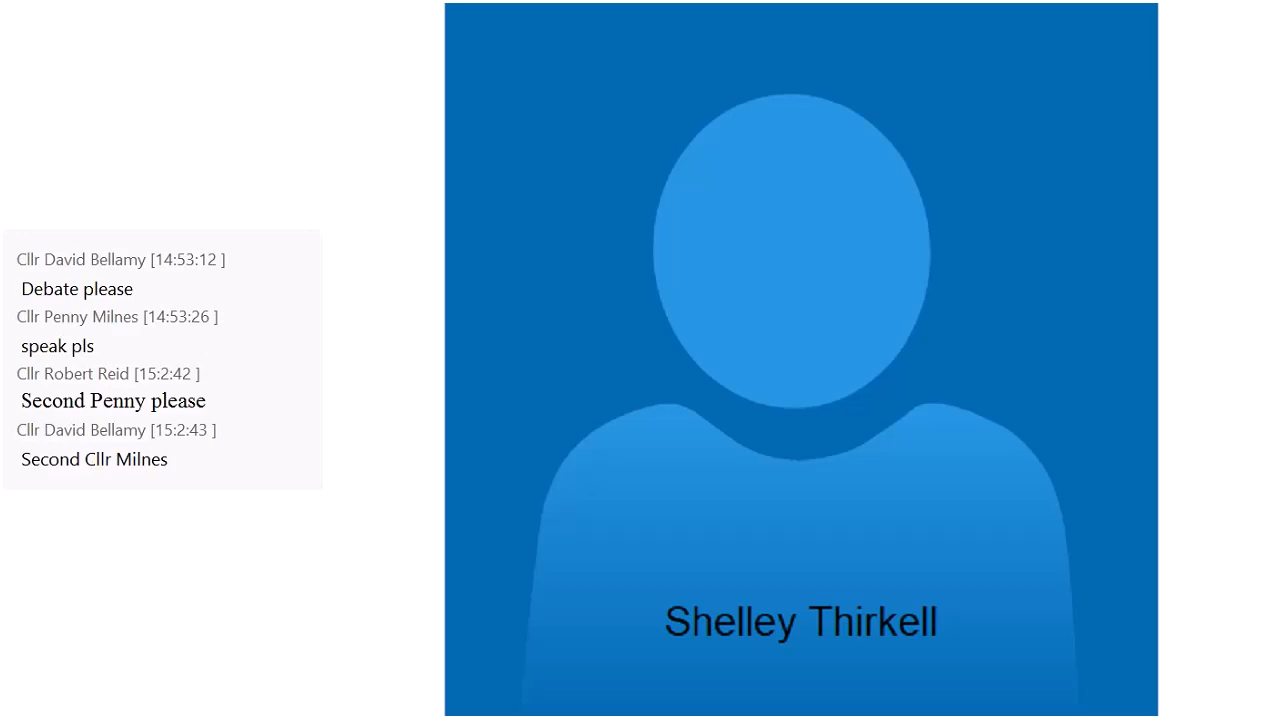 Cllr David Bellamy [14:53:12 ]
Debate please
Cllr Penny Milnes [14:53:26 ]
speak pls
Cllr Robert Reid [15:2:42 ]
Second Penny please
Cllr David Bellamy [15:2:43 ]
Second Cllr Milnes
Shelley Thirkell